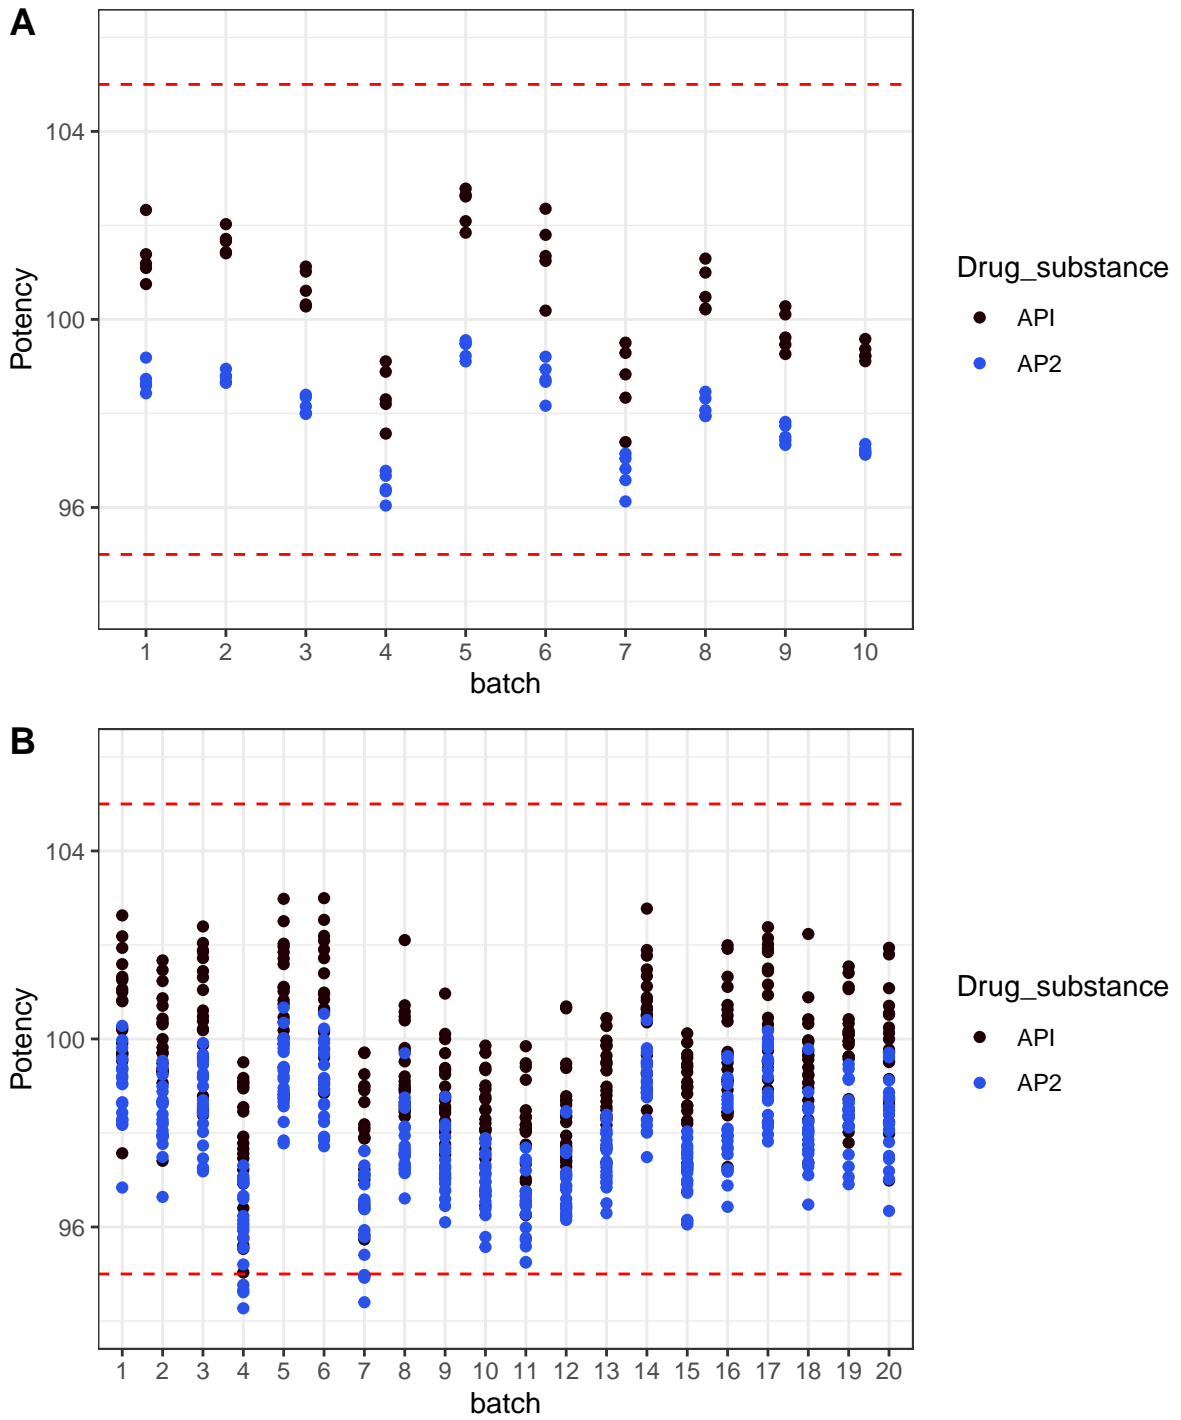 A
104
100
96
Potency
1 2 3 4 5 6 7 8 9 10
batch
Drug_substance
API
AP2
B
104
100
96
Potency
1 2 3 4 5 6 7 8 9 10 11 12 13 14 15 16 17 18 19 20
batch
Drug_substance
API
AP2